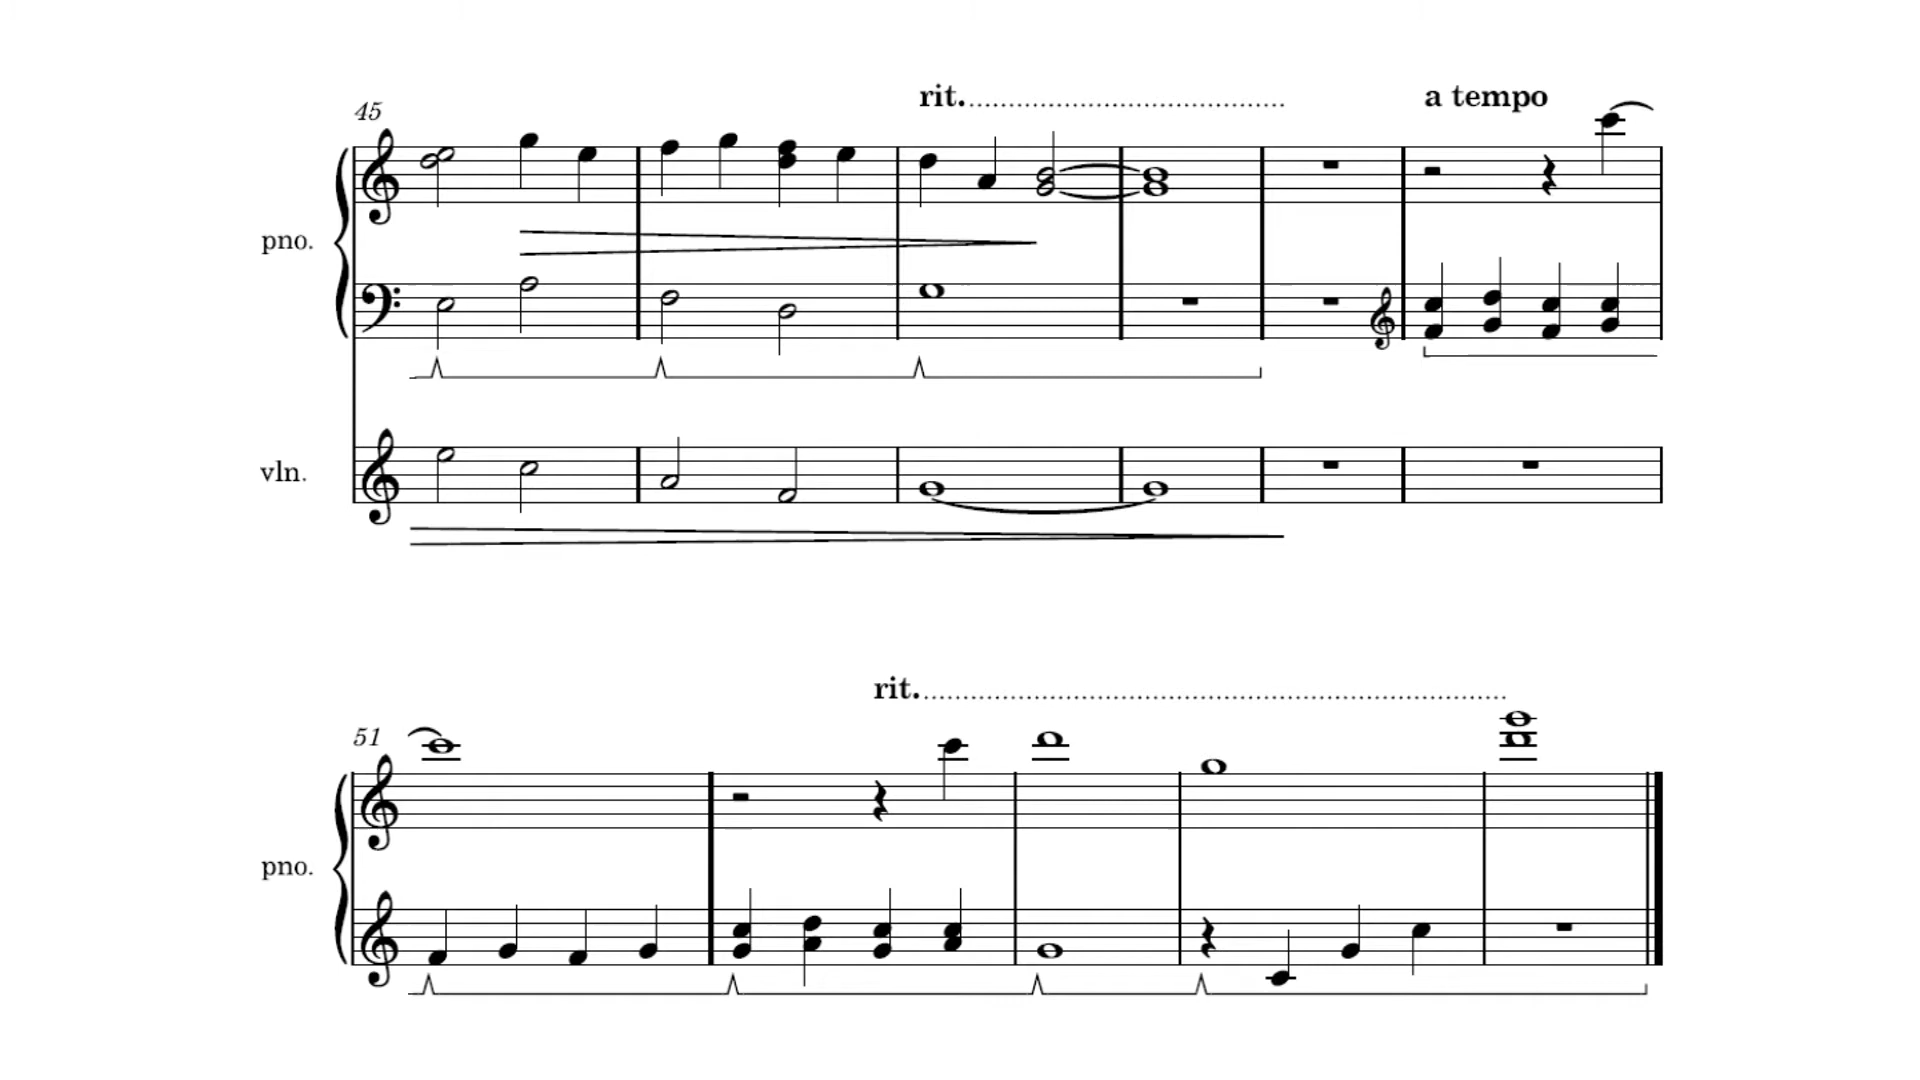 rit.
a tempo
45
pno.
vln.
rit.
51
pno.